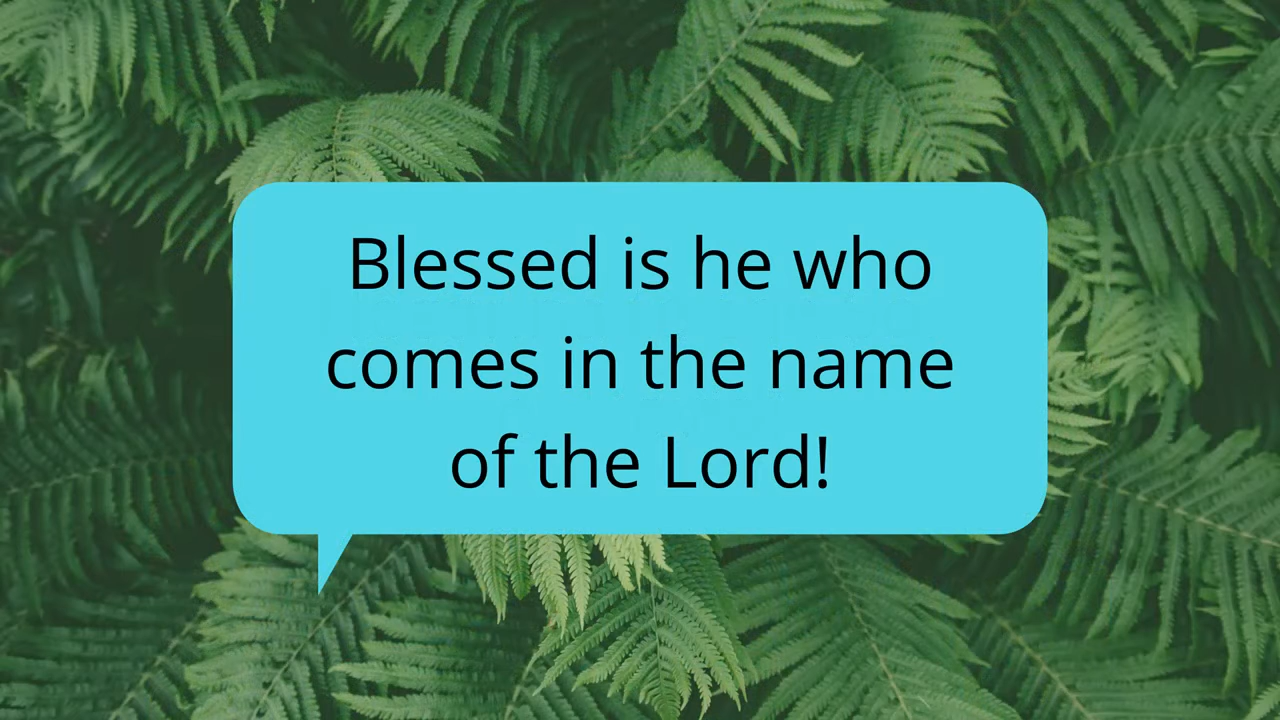 Blessed is he who
comes in the name
of the Lord!